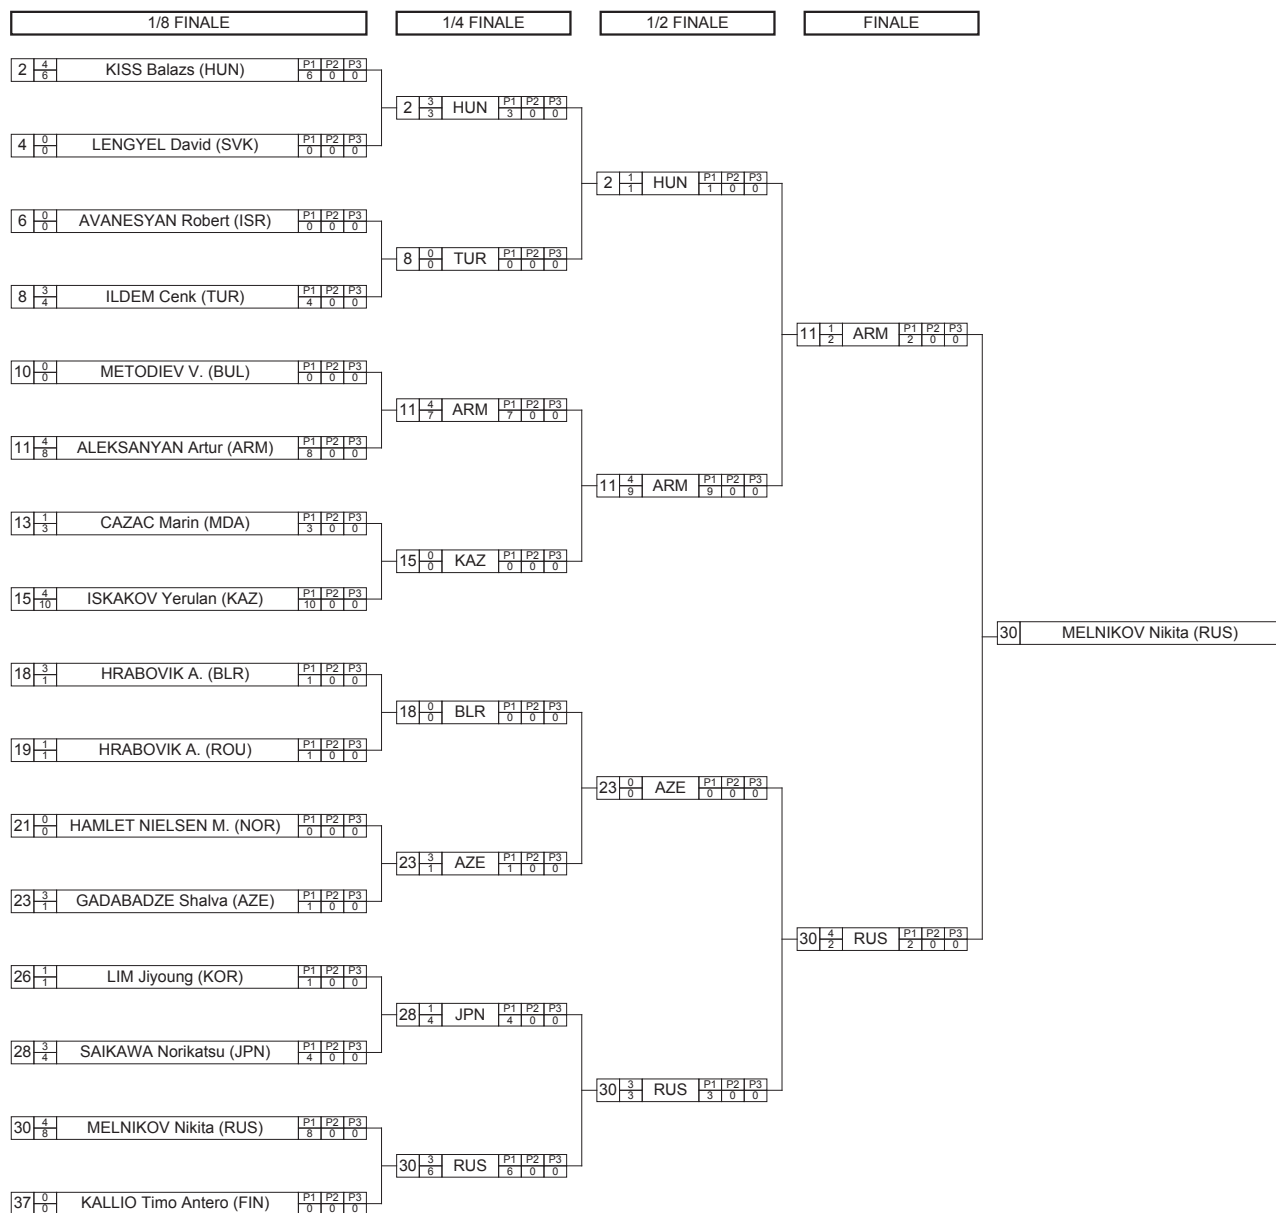 1/8 FINALE 1/4 FINALE 1/2 FINALE FINALE
2 4 6 KISS Balazs (HUN) P1 P2 P3 6 0 0
2 3 3 HUN P1 P2 P3 3 0 0
4 0 0 LENGYEL David (SVK) P1 P2 P3 0 0 0
2 1 1 HUN P1 P2 P3 1 0 0
6 0 0 AVANESYAN Robert (ISR) P1 P2 P3 0 0 0
8 0 0 TUR P1 P2 P3 0 0 0
8 3 4 ILDEM Cenk (TUR) P1 P2 P3 4 0 0
11 1 2 ARM P1 P2 P3 2 0 0
10 0 0 METODIEV V. (BUL) P1 P2 P3 0 0 0
11 4 7 ARM P1 P2 P3 7 0 0
11 4 8 ALEKSANYAN Artur (ARM) P1 P2 P3 8 0 0
11 4 9 ARM P1 P2 P3 9 0 0
13 1 3 CAZAC Marin (MDA) P1 P2 P3 3 0 0
15 0 0 KAZ P1 P2 P3 0 0 0
15 4 10 ISKAKOV Yerulan (KAZ) P1 P2 P3 10 0 0
30 MELNIKOV Nikita (RUS)
18 3 1 HRABOVIK A. (BLR) P1 P2 P3 1 0 0
18 0 0 BLR P1 P2 P3 0 0 0
19 1 1 HRABOVIK A. (ROU) P1 P2 P3 1 0 0
23 0 0 AZE P1 P2 P3 0 0 0
21 0 0 HAMLET NIELSEN M. (NOR) P1 P2 P3 0 0 0
23 3 1 AZE P1 P2 P3 1 0 0
23 3 1 GADABADZE Shalva (AZE) P1 P2 P3 1 0 0
30 4 2 RUS P1 P2 P3 2 0 0
26 1 1 LIM Jiyoung (KOR) P1 P2 P3 1 0 0
28 1 4 JPN P1 P2 P3 4 0 0
28 3 4 SAIKAWA Norikatsu (JPN) P1 P2 P3 4 0 0
30 3 3 RUS P1 P2 P3 3 0 0
30 4 8 MELNIKOV Nikita (RUS) P1 P2 P3 8 0 0
30 3 6 RUS P1 P2 P3 6 0 0
37 0 0 KALLIO Timo Antero (FIN) P1 P2 P3 0 0 0